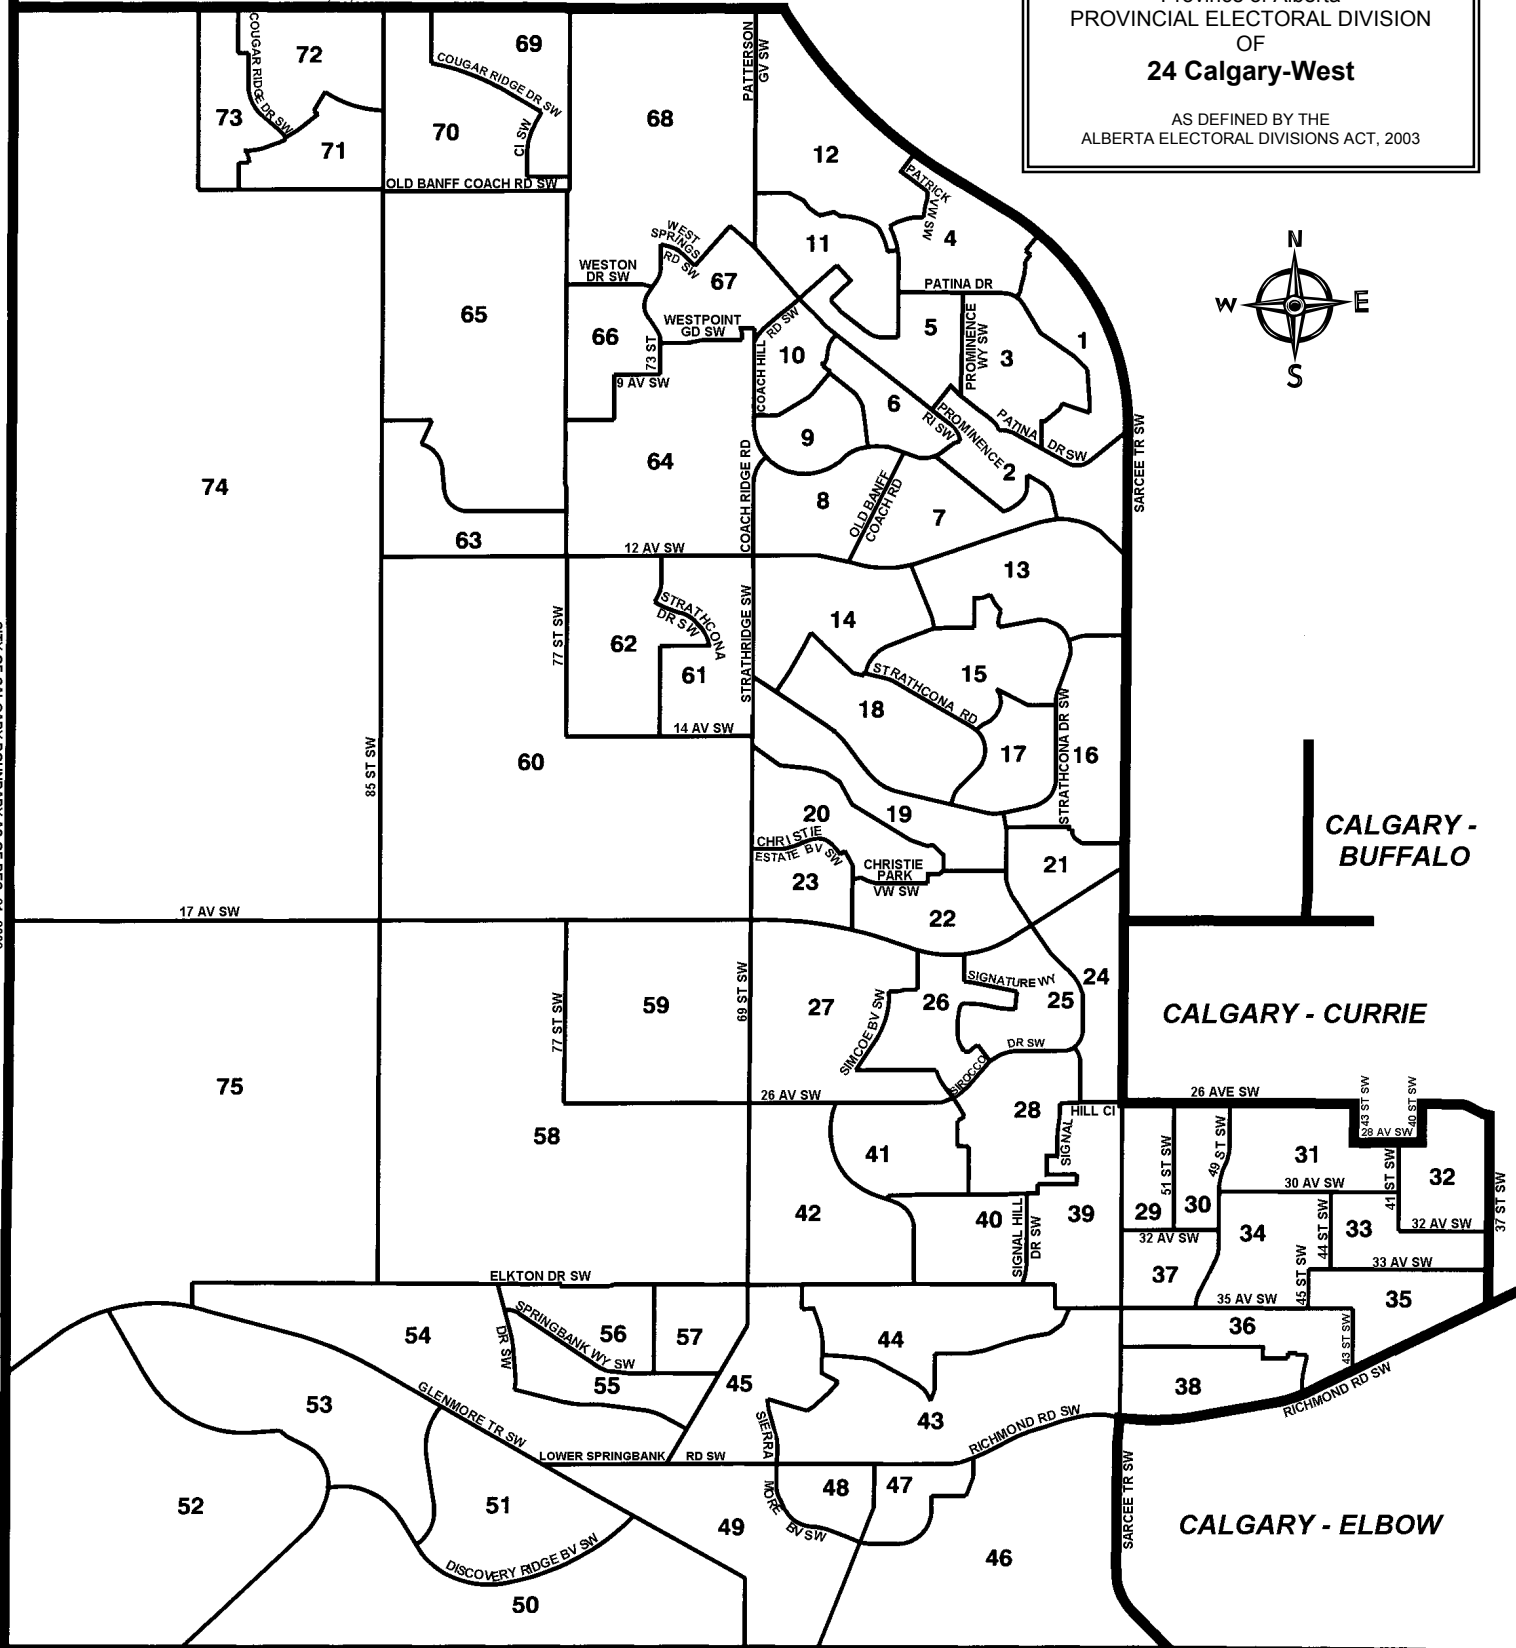 Province of Alberta
PROVINCIAL ELECTORAL DIVISION
OF
24 Calgary-West
AS DEFINED BY THE
ALBERTA ELECTORAL DIVISIONS ACT, 2003
N
W
E
S
COUGAR RIDGE DR SW
72
73
71
69
COUGAR RIDGE DR SW
70
CI SW
OLD BANFF COACH RD SW
68
PATTERSON
GV SW
12
PATRICK
VW SW
4
11
PATINA DR
WEST
SPRINGS
RD SW
WESTON
DR SW
67
65
66
WESTPOINT
GD SW
73 ST
9 AV SW
COACH HILL
RD SW
10
5
PROMINENCE
WY SW
3
1
6
PROMINENCE
RI SW
PATINA DR SW
2
9
SARCEE TR SW
64
COACH RIDGE RD
8
OLD BANFF
COACH RD
7
74
63
12 AV SW
13
77 ST SW
62
STRATHCONA
DR SW
61
STRATHRIDGE SW
14
15
STRATHCONA RD
18
14 AV SW
17
STRATHCONA DR SW
16
85 ST SW
60
20
19
CHRISTIE
ESTATE BV SW
CHRISTIE
PARK
VW SW
21
23
22
17 AV SW
CALGARY -
BUFFALO
77 ST SW
59
69 ST SW
27
SIMCOE BV SW
26
SIGNATURE WY
25
24
DR SW
SIROCCO
CALGARY - CURRIE
75
26 AV SW
28
HILL CI
SIGNAL
26 AVE SW
43 ST SW
40 ST SW
28 AV SW
58
41
42
40
SIGNAL HILL
DR SW
39
29
51 ST SW
30
49 ST SW
31
30 AV SW
41 ST SW
32
37 ST SW
32 AV SW
32 AV SW
34
44 ST SW
33
33 AV SW
37
45 ST SW
35 AV SW
35
36
43 ST SW
38
RICHMOND RD SW
ELKTON DR SW
54
DR SW
SPRINGBANK WY SW
56
57
55
45
44
43
SIERRA
RICHMOND RD SW
53
GLENMORE TR SW
LOWER SPRINGBANK RD SW
52
51
DISCOVERY RIDGE BV SW
50
49
MORE
BV SW
48
47
46
SARCEE TR SW
CALGARY - ELBOW